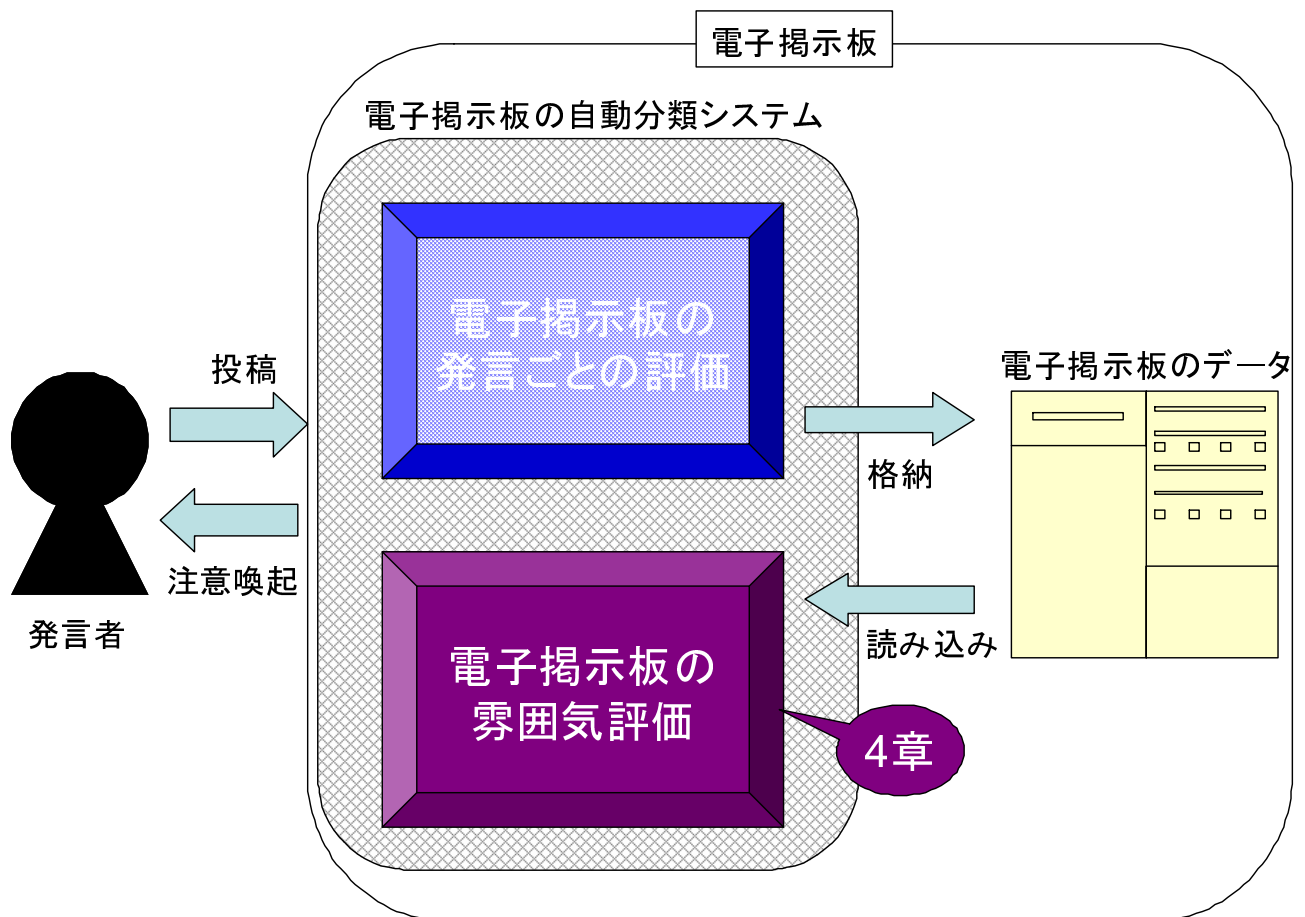 電子掲示板
電子掲示板の自動分類システム
電子掲示板の
発言ごとの評価
投稿
注意喚起
発言者
電子掲示板のデータ
格納
読み込み
電子掲示板の
雰囲気評価
4章